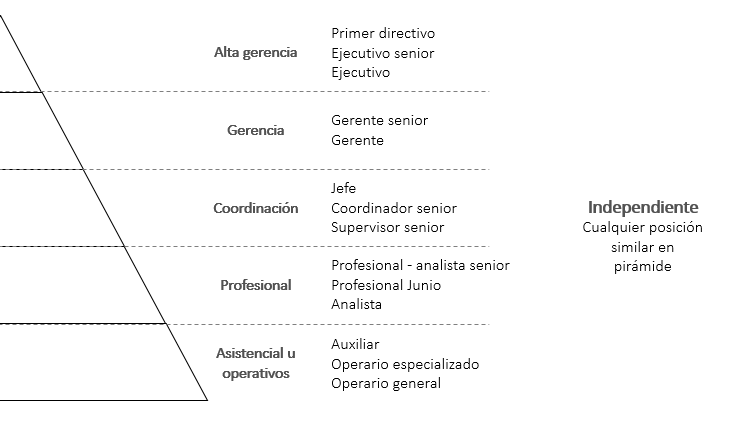 Alta gerencia
Primer directivo
Ejecutivo senior
Ejecutivo
Gerencia
Gerente senior
Gerente
Coordinación
Jefe
Coordinador senior
Supervisor senior
Profesional
Profesional - analista senior
Profesional Junio
Analista
Asistencial u
operativos
Auxiliar
Operario especializado
Operario general
Independiente
Cualquier posición
similar en
pirámide